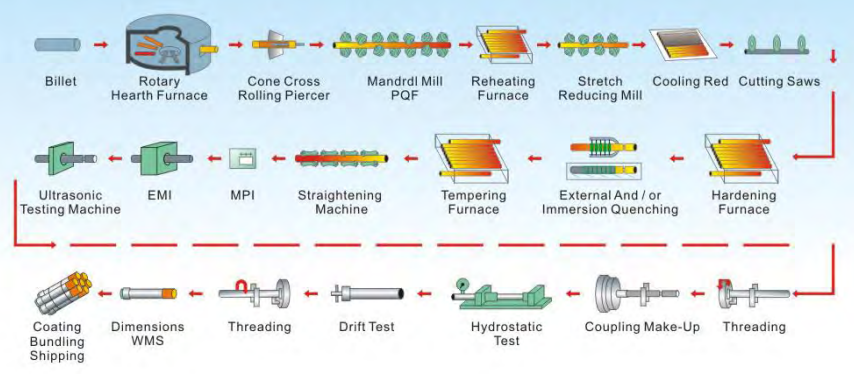 Billet
Rotary
Hearth Furnace
Cone Cross
Rolling Piercer
Mandrdl Mill
PQF
Reheating
Furnace
Stretch
Reducing Mill
Cooling Red
Cutting Saws
Ultrasonic
Testing Machine
EMI
MPI
Straightening
Machine
Tempering
Furnace
External And / or
Immersion Quenching
Hardening
Furnace
Coating
Bundling
Shipping
Dimensions
WMS
Threading
Drift Test
Hydrostatic
Test
Coupling Make-Up
Threading